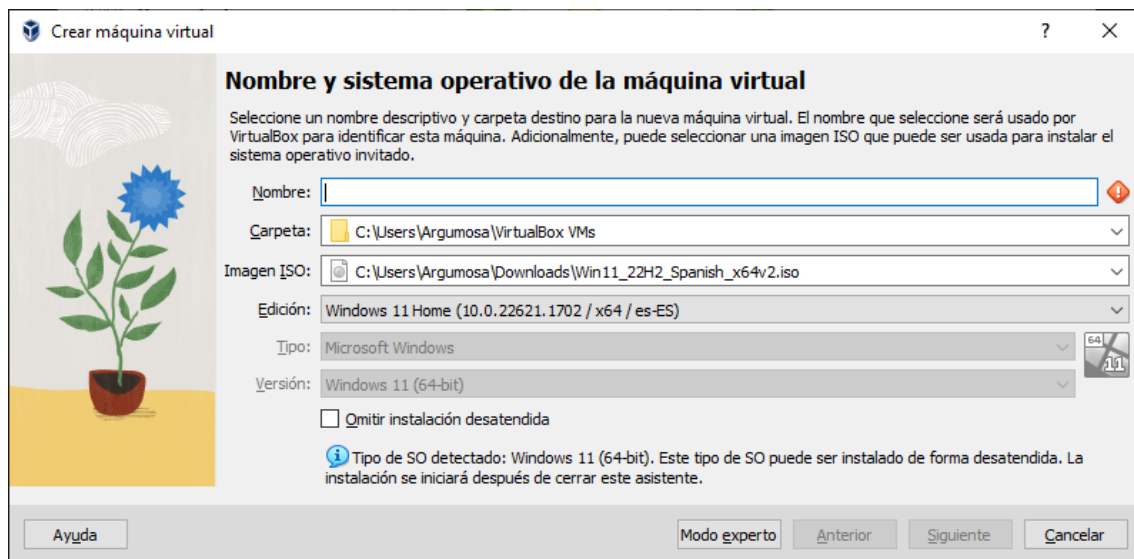 Crear máquina virtual
?
Nombre y sistema operativo de la máquina virtual
Seleccione un nombre descriptivo y carpeta destino para la nueva máquina virtual. El nombre que seleccione será usado por
VirtualBox para identificar esta máquina. Adicionalmente, puede seleccionar una imagen ISO que puede ser usada para instalar el
sistema operativo invitado.
Nombre:
Carpeta: C:\Users\Argumosa\VirtualBox VMs
Imagen ISO: C:\Users\Argumosa\Downloads\Win11_22H2_Spanish_x64v2.iso
Edición: Windows 11 Home (10.0.22621.1702 / x64 / es-ES)
Tipo: Microsoft Windows
64
Versión: Windows 11 (64-bit)
11
Omitir instalación desatendida
Tipo de SO detectado: Windows 11 (64-bit). Este tipo de SO puede ser instalado de forma desatendida. La
instalación se iniciará después de cerrar este asistente.
Ayuda Modo experto Anterior Siguiente Cancelar